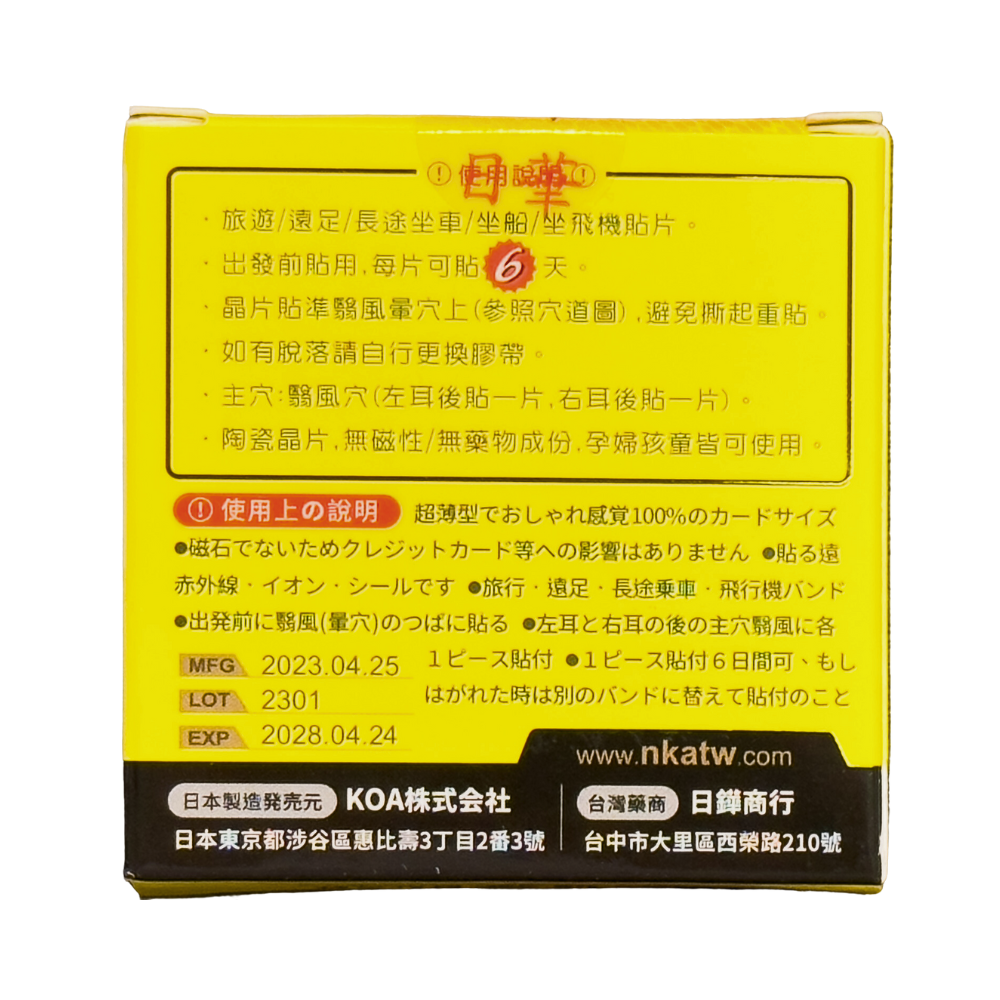 ! 使用說明 !
日華
· 旅遊/遠足/長途坐車/坐船/坐飛機貼片。
· 出發前貼用,每片可貼6天。
· 晶片貼準翳風暈穴上(參照穴道圖),避免撕起重貼。
· 如有脫落請自行更換膠帶。
· 主穴:翳風穴(左耳後貼一片,右耳後貼一片)。
· 陶瓷晶片,無磁性/無藥物成份,孕婦孩童皆可使用。
! 使用上の說明 超薄型でおしゃれ感覚100%のカードサイズ
●磁石でないためクレジットカード等への影響はありません ●貼る遠
赤外線・イオン・シールです ●旅行・遠足・長途乗車・飛行機バンド
●出発前に翳風(暈穴)のつばに貼る ●左耳と右耳の後の主穴翳風に各
1ピース貼付 ●1ピース貼付6日間可、もし
はがれた時は別のバンドに替えて貼付のこと
MFG 2023.04.25
LOT 2301
EXP 2028.04.24
www.nkatw.com
日本製造発売元 KOA株式会社
日本東京都涉谷區惠比壽3丁目2番3號
台灣藥商 日鏵商行
台中市大里區西榮路210號